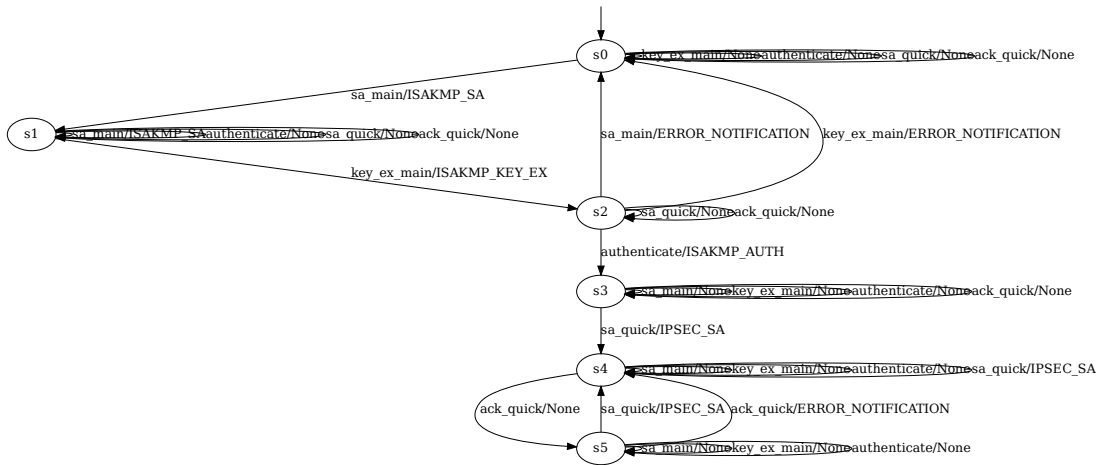 s0
key_ex_main/None
authenticate/None
sa_quick/None
ack_quick/None
sa_main/ISAKMP_SA
s1
sa_main/ISAKMP_SA
authenticate/None
sa_quick/None
ack_quick/None
sa_main/ERROR_NOTIFICATION
key_ex_main/ERROR_NOTIFICATION
key_ex_main/ISAKMP_KEY_EX
s2
sa_quick/None
ack_quick/None
authenticate/ISAKMP_AUTH
s3
sa_main/None
key_ex_main/None
authenticate/None
ack_quick/None
sa_quick/IPSEC_SA
s4
sa_main/None
key_ex_main/None
authenticate/None
sa_quick/IPSEC_SA
ack_quick/None
sa_quick/IPSEC_SA
ack_quick/ERROR_NOTIFICATION
s5
sa_main/None
key_ex_main/None
authenticate/None